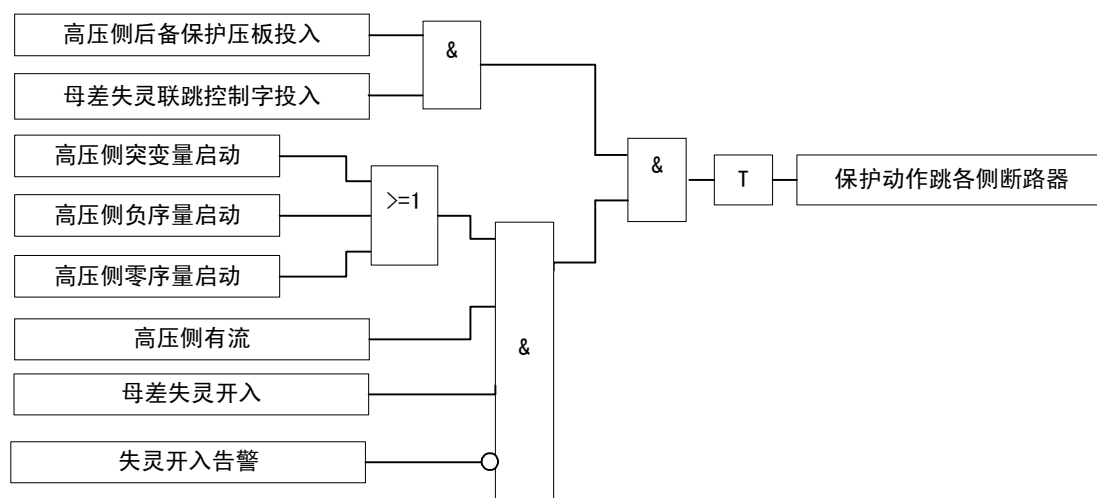 高压侧后备保护压板投入
&
母差失灵联跳控制字投入
高压侧突变量启动
>=1
高压侧负序量启动
高压侧零序量启动
&
T
保护动作跳各侧断路器
高压侧有流
&
母差失灵开入
失灵开入告警